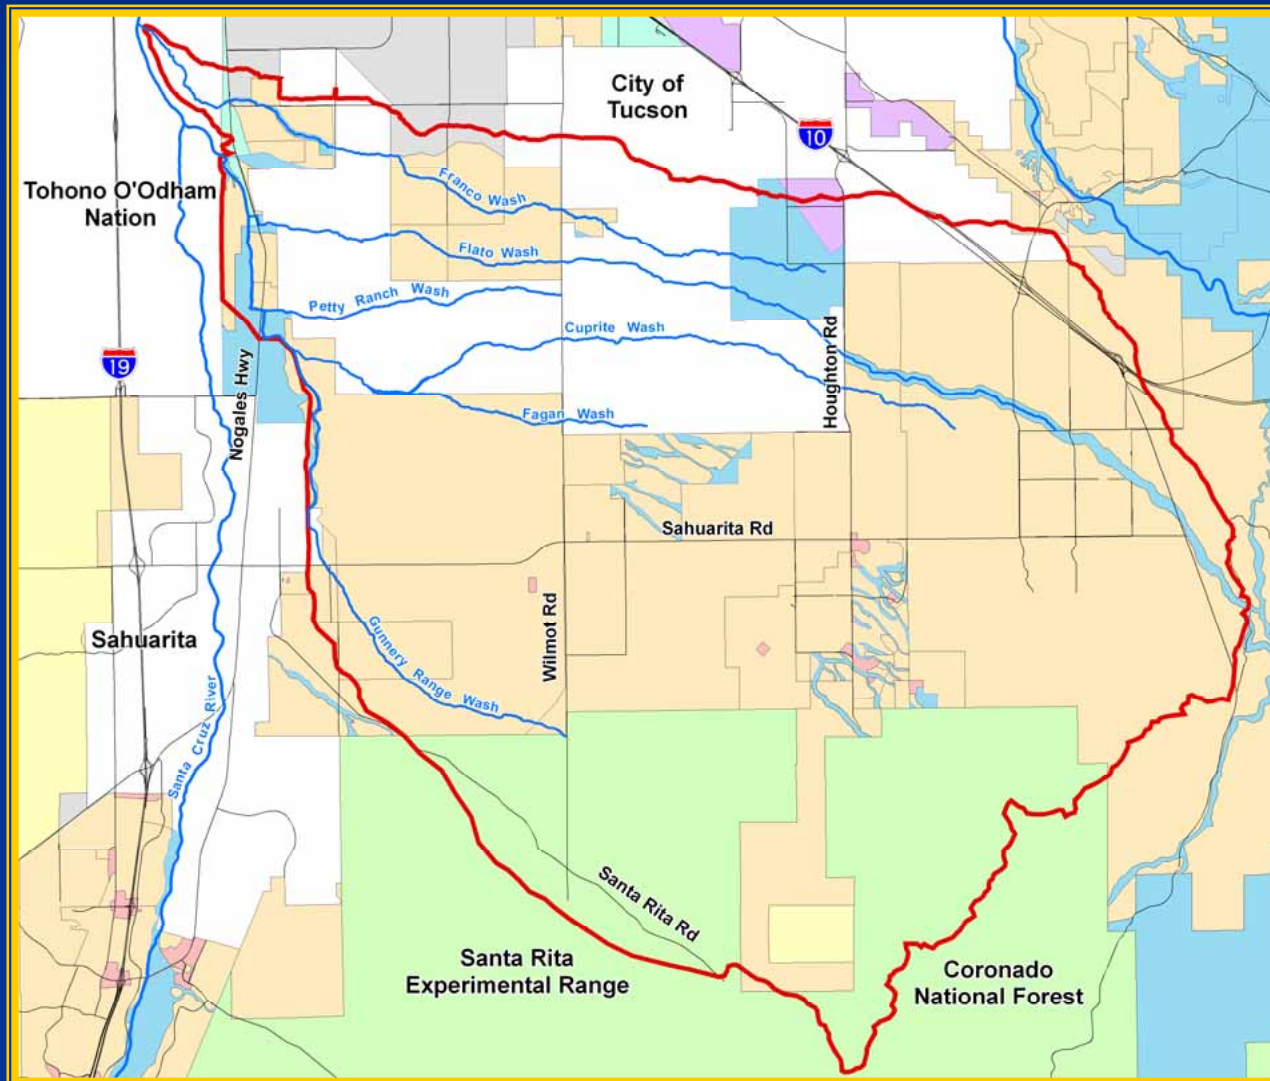 City of
Tucson
10
Tohono O'Odham
Nation
Franco Wash
Flato Wash
Petty Ranch Wash
Cuprite Wash
Houghton Rd
19
Nogales Hwy
Fagan Wash
Sahuarita Rd
Wilmot Rd
Sahuarita
Gunnery Range Wash
Santa Cruz River
Santa Rita Rd
Santa Rita
Experimental Range
Coronado
National Forest